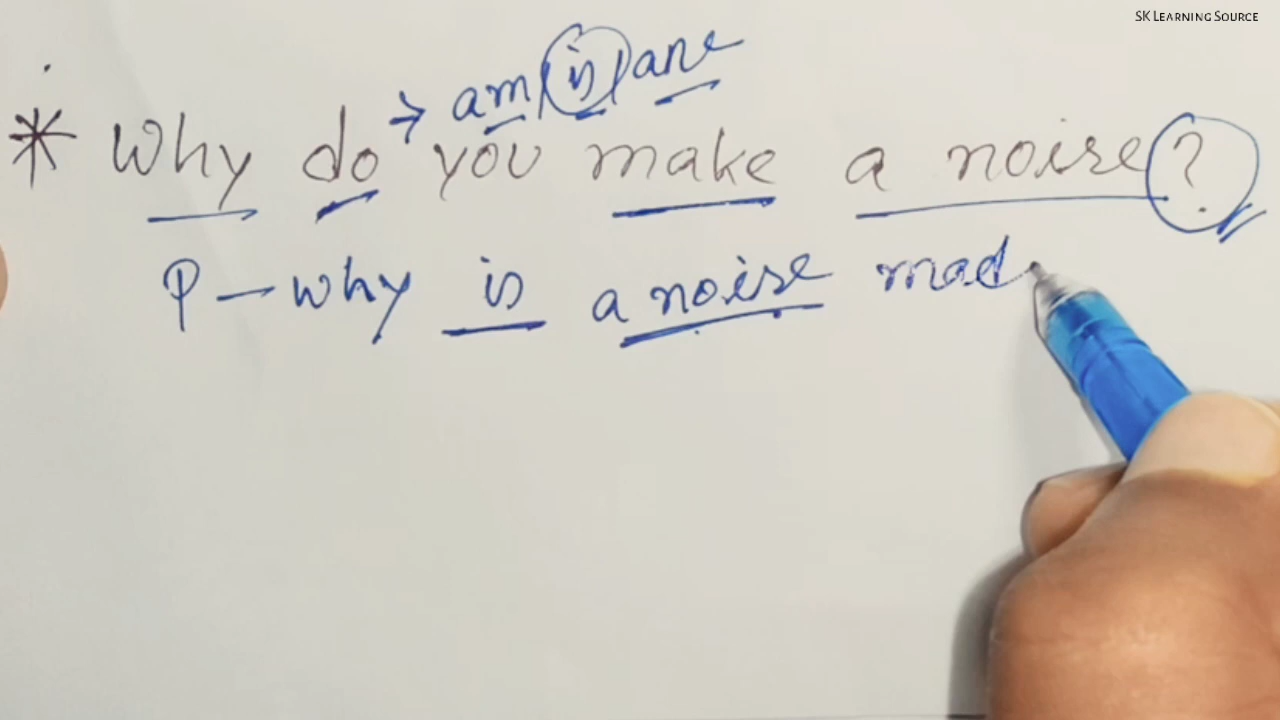 SK LEARNING SOURCE
→ am/is/are
* Why do you make a noise?
P - why is a noise mad